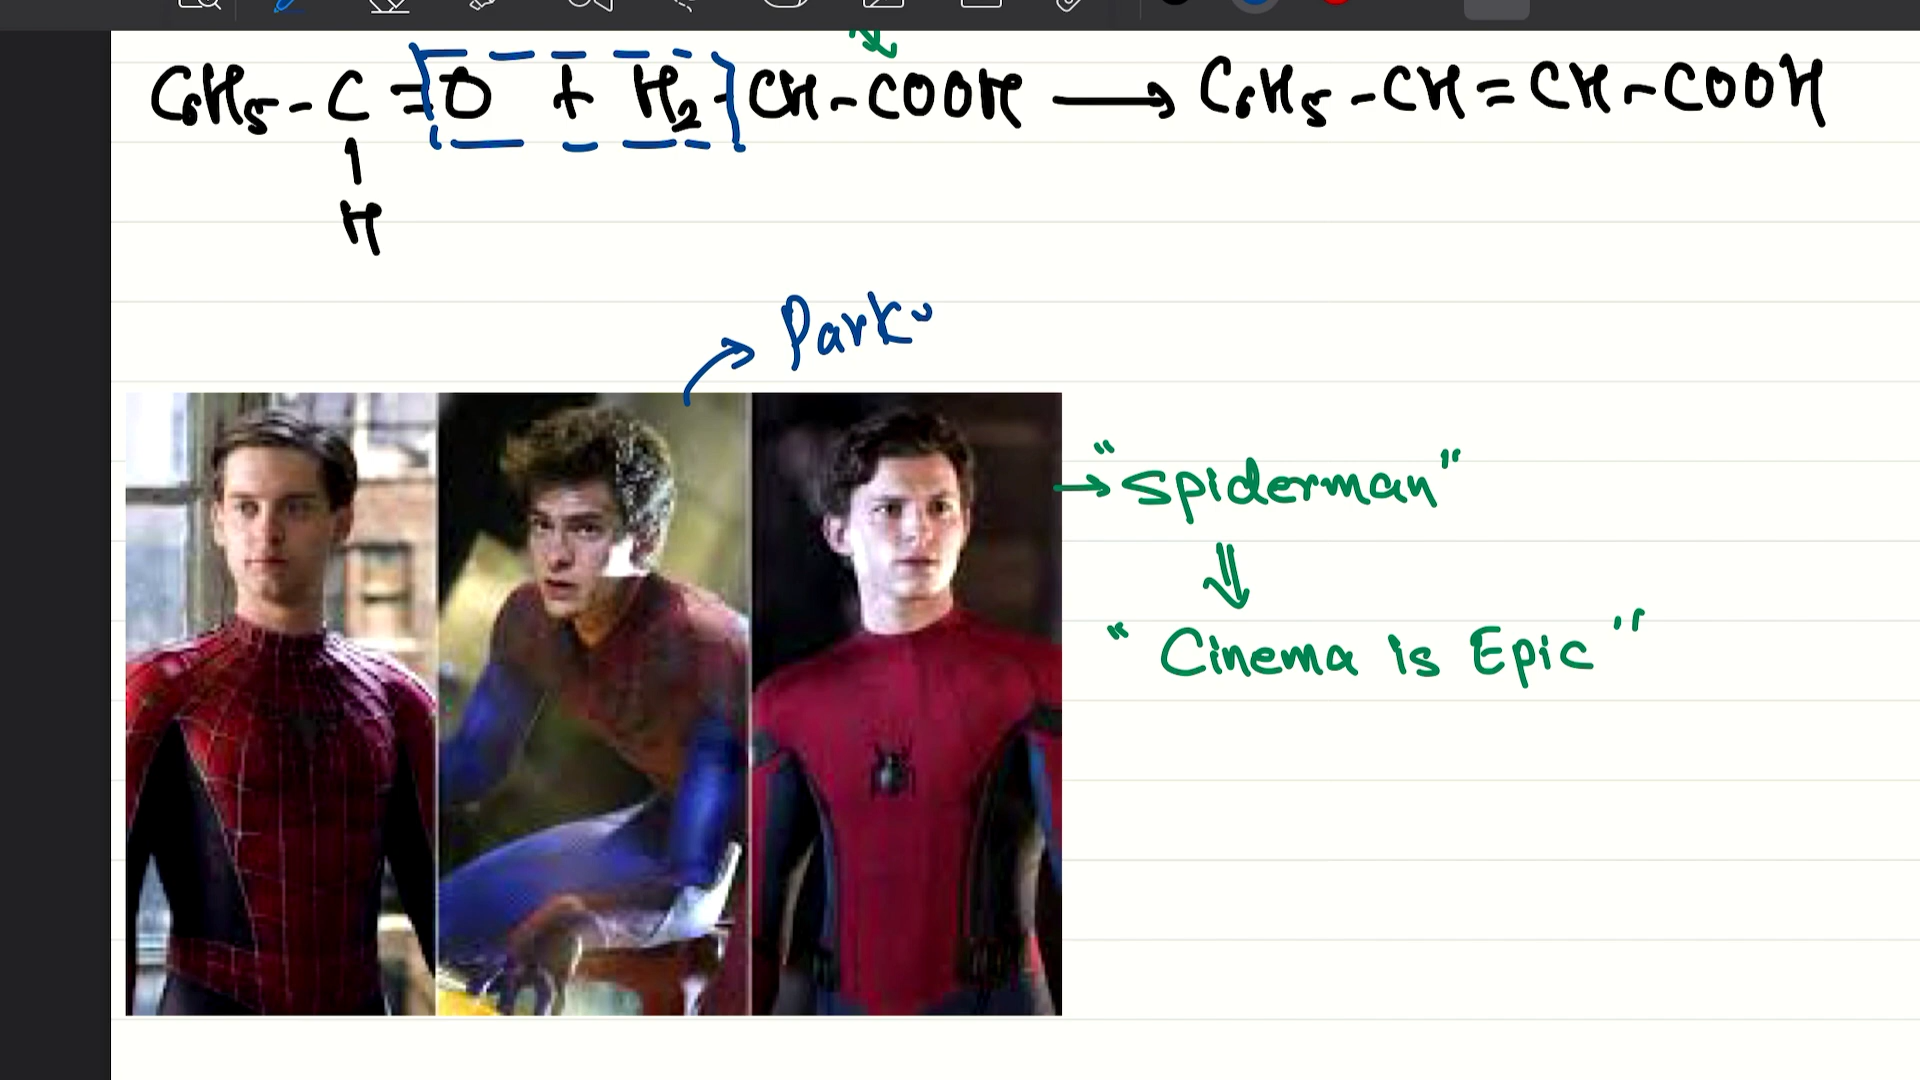 C6H5-C=O + H2-CH-COOH → C6H5-CH=CH-COOH
H
Park
→ "Spiderman"
"Cinema is Epic"